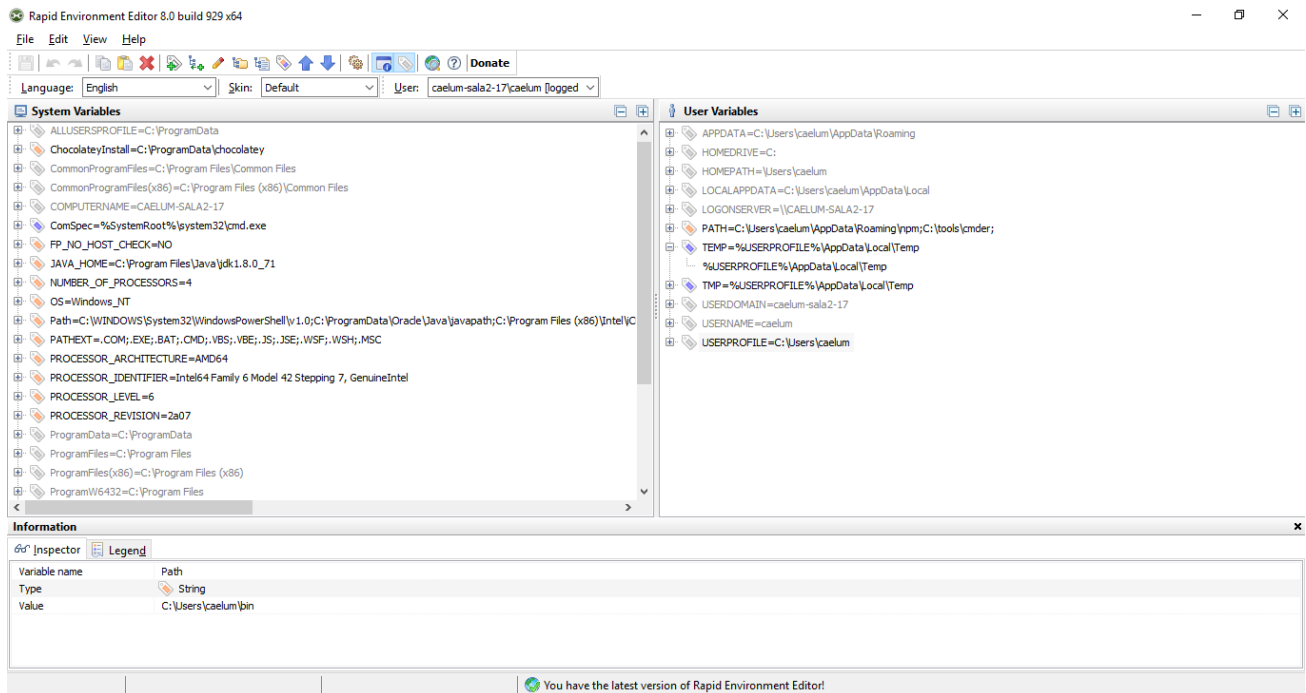 Rapid Environment Editor 8.0 build 929 x64
File Edit View Help
Donate
Language: English Skin: Default User: caelum-sala2-17\caelum [logged
System Variables
ALLUSERSPROFILE=C:\ProgramData
ChocolateyInstall=C:\ProgramData\chocolatey
CommonProgramFiles=C:\Program Files\Common Files
CommonProgramFiles(x86)=C:\Program Files (x86)\Common Files
COMPUTERNAME=CAELUM-SALA2-17
ComSpec=%SystemRoot%\system32\cmd.exe
FP_NO_HOST_CHECK=NO
JAVA_HOME=C:\Program Files\Java\jdk1.8.0_71
NUMBER_OF_PROCESSORS=4
OS=Windows_NT
Path=C:\WINDOWS\System32\WindowsPowerShell\v1.0;C:\ProgramData\Oracle\Java\javapath;C:\Program Files (x86)\Intel\iC
PATHEXT=.COM;.EXE;.BAT;.CMD;.VBS;.VBE;.JS;.JSE;.WSF;.WSH;.MSC
PROCESSOR_ARCHITECTURE=AMD64
PROCESSOR_IDENTIFIER=Intel64 Family 6 Model 42 Stepping 7, GenuineIntel
PROCESSOR_LEVEL=6
PROCESSOR_REVISION=2a07
ProgramData=C:\ProgramData
ProgramFiles=C:\Program Files
ProgramFiles(x86)=C:\Program Files (x86)
ProgramW6432=C:\Program Files
User Variables
APPDATA=C:\Users\caelum\AppData\Roaming
HOMEDRIVE=C:
HOMEPATH=\Users\caelum
LOCALAPPDATA=C:\Users\caelum\AppData\Local
LOGONSERVER=\\CAELUM-SALA2-17
PATH=C:\Users\caelum\AppData\Roaming\npm;C:\tools\cmder;
TEMP=%USERPROFILE%\AppData\Local\Temp
%USERPROFILE%\AppData\Local\Temp
TMP=%USERPROFILE%\AppData\Local\Temp
USERDOMAIN=caelum-sala2-17
USERNAME=caelum
USERPROFILE=C:\Users\caelum
Information
Inspector Legend
Variable name Path
Type String
Value C:\Users\caelum\bin
You have the latest version of Rapid Environment Editor!